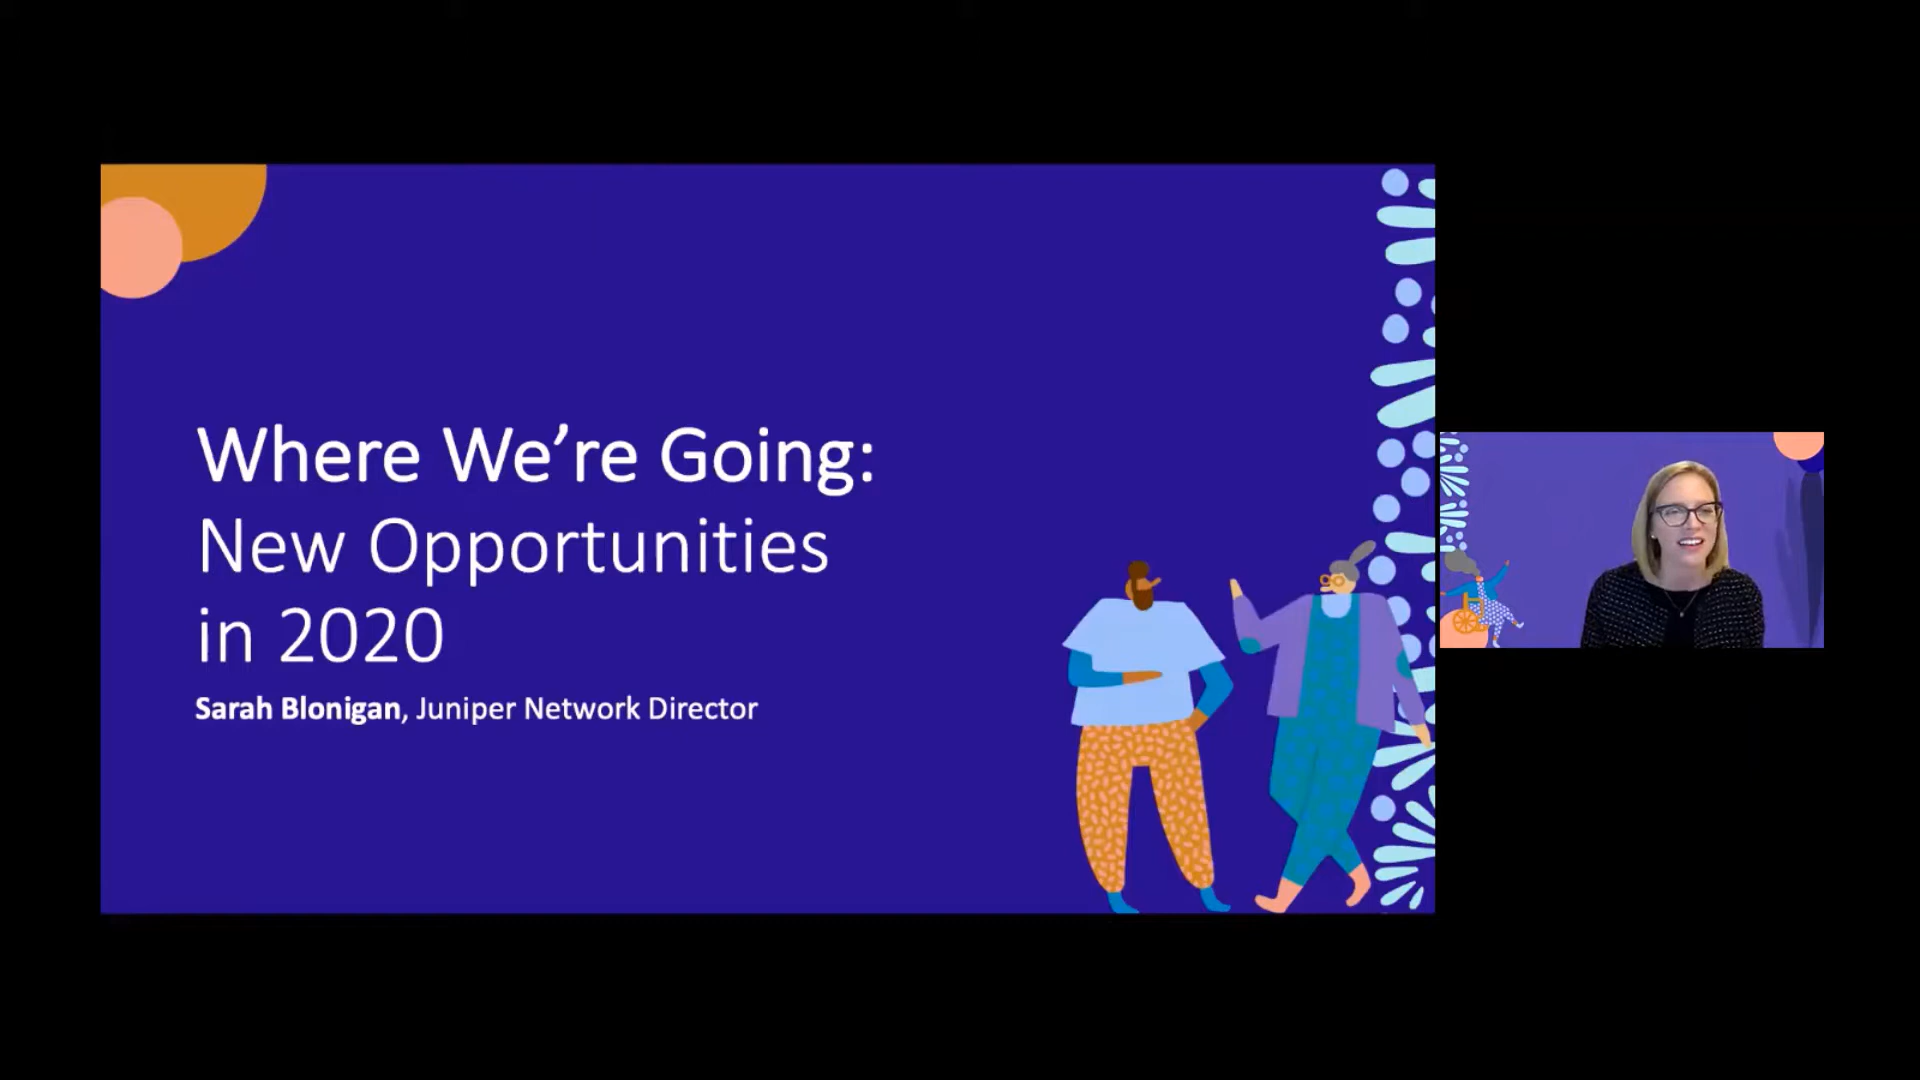 Where We’re Going:
New Opportunities
in 2020
Sarah Blonigan, Juniper Network Director